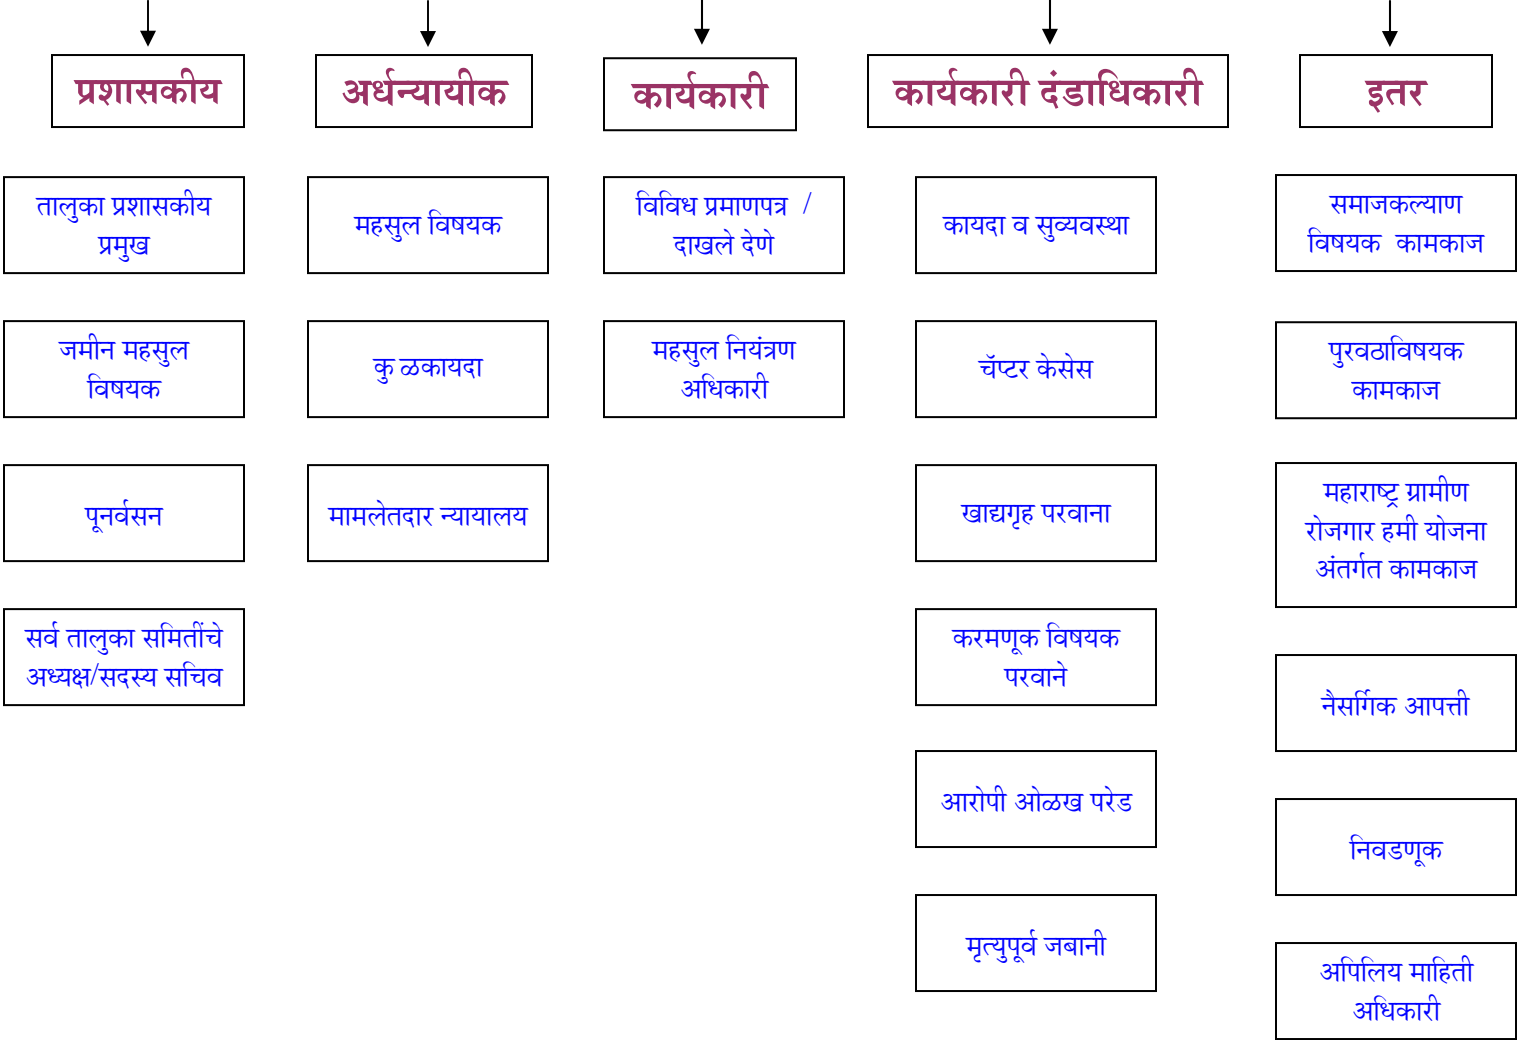 प्रशासकीय
अर्धन्यायीक
कार्यकारी
कार्यकारी दंडाधिकारी
इतर
तालुका प्रशासकीय
प्रमुख
जमीन महसुल
विषयक
पूनर्वसन
सर्व तालुका समितींचे
अध्यक्ष/सदस्य सचिव
महसुल विषयक
कुळकायदा
मामलेतदार न्यायालय
विविध प्रमाणपत्र /
दाखले देणे
महसुल नियंत्रण
अधिकारी
कायदा व सुव्यवस्था
चॅप्टर केसेस
खाद्यगृह परवाना
करमणूक विषयक
परवाने
आरोपी ओळख परेड
मृत्युपूर्व जबानी
समाजकल्याण
विषयक कामकाज
पुरवठाविषयक
कामकाज
महाराष्ट्र ग्रामीण
रोजगार हमी योजना
अंतर्गत कामकाज
नैसर्गिक आपत्ती
निवडणूक
अपिलिय माहिती
अधिकारी